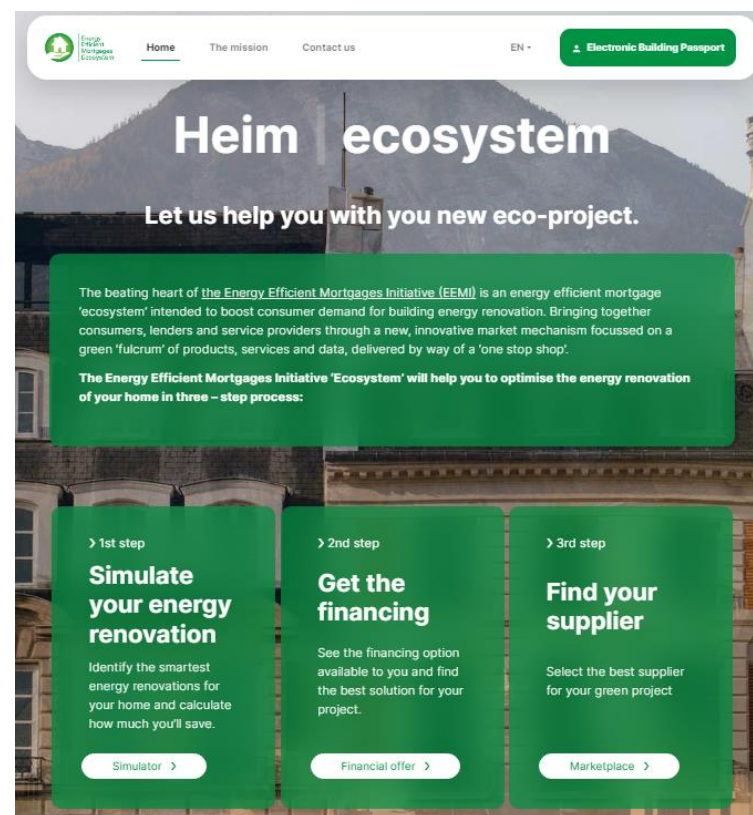 Energy
Efficient
Mortgages
Ecosystem
Home
The mission
Contact us
EN
Electronic Building Passport
Heim ecosystem
Let us help you with you new eco-project.
The beating heart of the Energy Efficient Mortgages Initiative (EEMI) is an energy efficient mortgage
'ecosystem' intended to boost consumer demand for building energy renovation. Bringing together
consumers, lenders and service providers through a new, innovative market mechanism focussed on a
green 'fulcrum' of products, services and data, delivered by way of a 'one stop shop'.
The Energy Efficient Mortgages Initiative 'Ecosystem' will help you to optimise the energy renovation
of your home in three – step process:
1st step
Simulate
your energy
renovation
Identify the smartest
energy renovations for
your home and calculate
how much you'll save.
Simulator
2nd step
Get the
financing
See the financing option
available to you and find
the best solution for your
project.
Financial offer
3rd step
Find your
supplier
Select the best supplier
for your green project
Marketplace